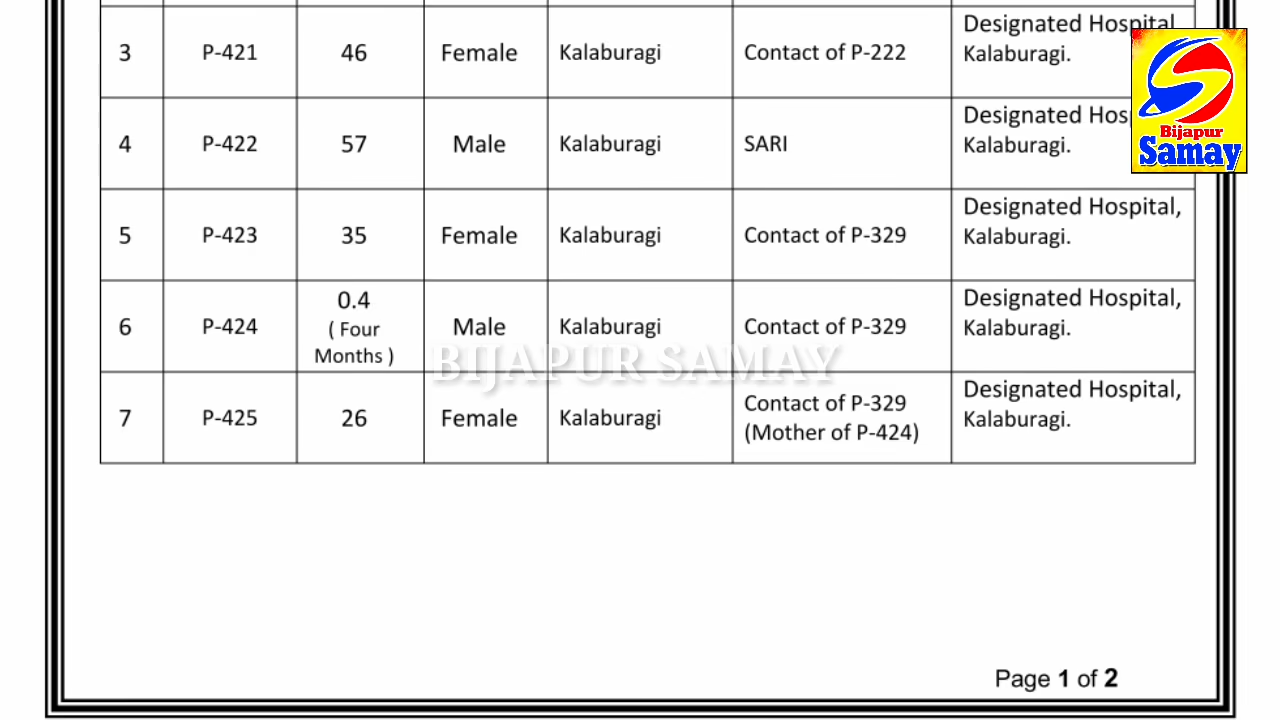 3 P-421 46 Female Kalaburagi Contact of P-222 Designated Hospital,
Kalaburagi.
4 P-422 57 Male Kalaburagi SARI Designated Hos
Kalaburagi.
Bijapur
Samay
5 P-423 35 Female Kalaburagi Contact of P-329 Designated Hospital,
Kalaburagi.
6 P-424 0.4 Male Kalaburagi Contact of P-329 Designated Hospital,
( Four Kalaburagi.
Months )
BIJAPUR SAMAY
7 P-425 26 Female Kalaburagi Contact of P-329 Designated Hospital,
(Mother of P-424) Kalaburagi.
Page 1 of 2